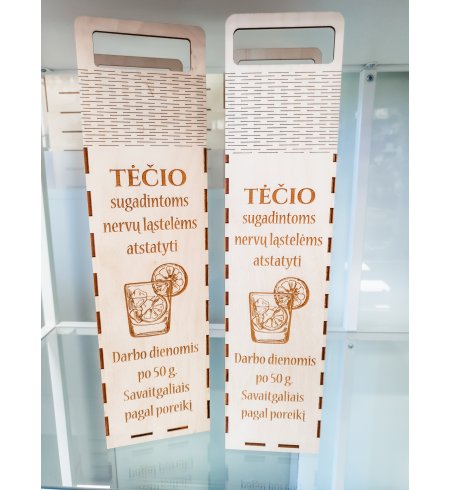 TĖČIO
sugadintoms
nervų ląstelėms
atstatyti
Darbo dienomis
po 50 g.
Savaitgaliais
pagal poreikį
TĖČIO
sugadintoms
nervų ląstelėms
atstatyti
Darbo dienomis
po 50 g.
Savaitgaliais
pagal poreikį